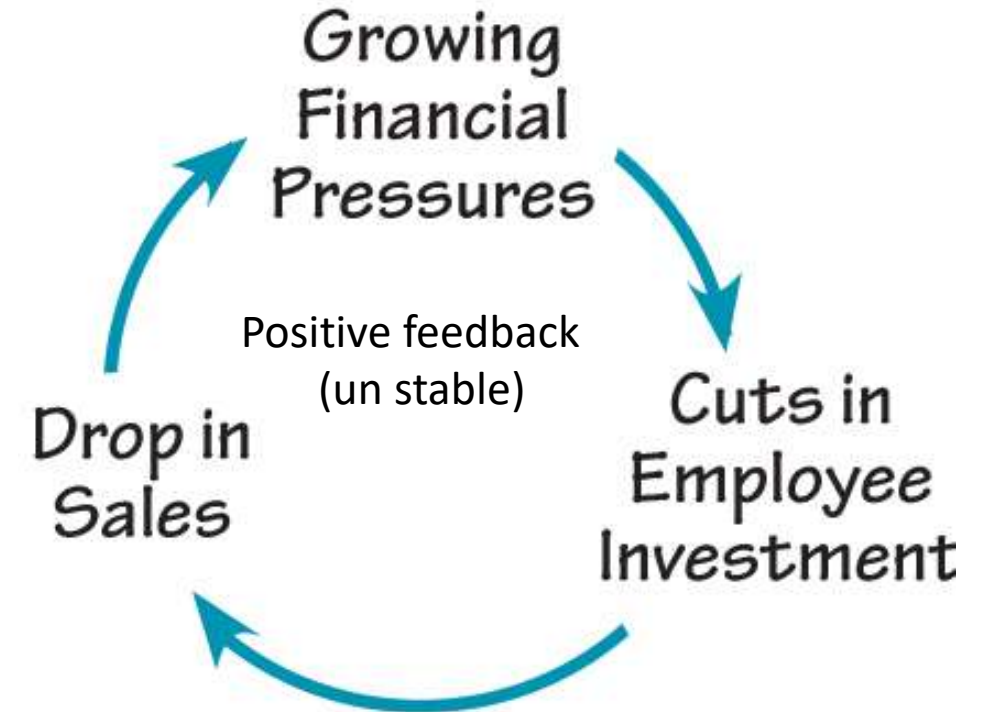 Growing
Financial
Pressures
Positive feedback
(un stable)
Cuts in
Employee
Investment
Drop in
Sales